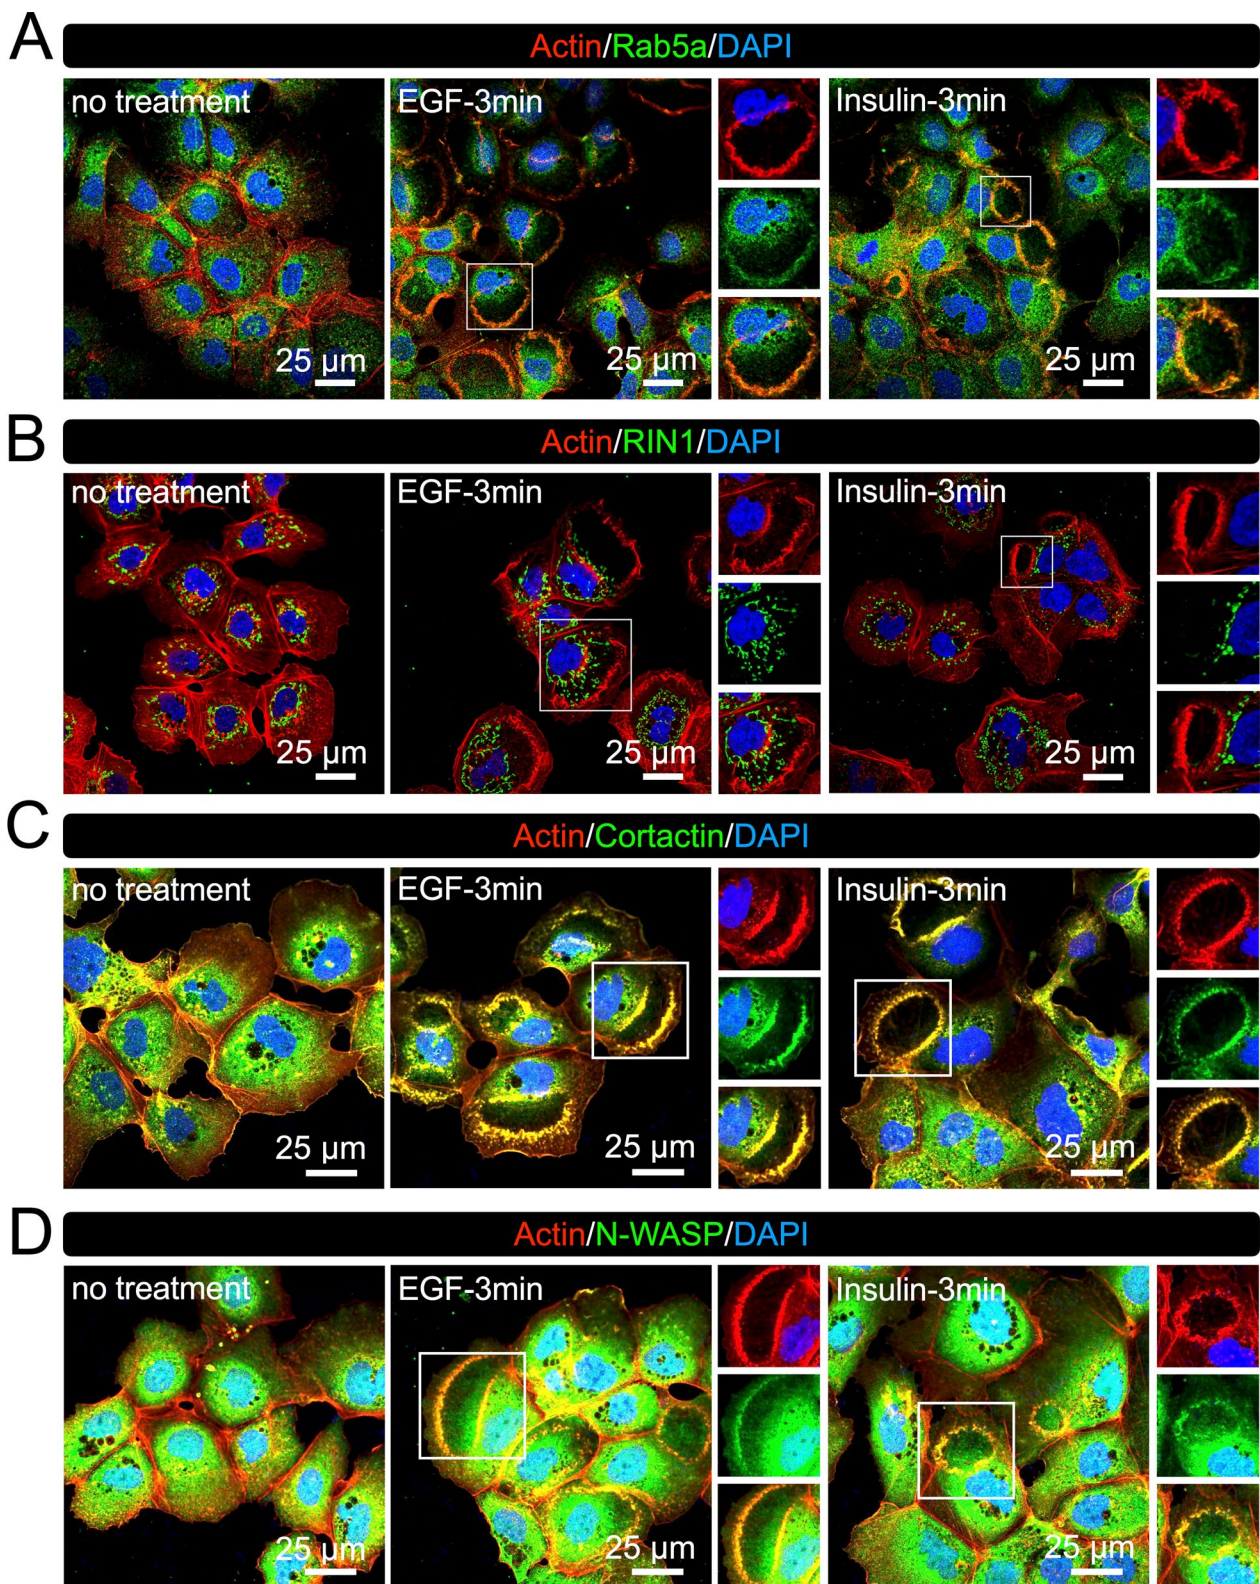 A
Actin/Rab5a/DAPI
no treatment
EGF-3min
Insulin-3min
25 µm
25 µm
25 µm
B
Actin/RIN1/DAPI
no treatment
EGF-3min
Insulin-3min
25 µm
25 µm
25 µm
C
Actin/Cortactin/DAPI
no treatment
EGF-3min
Insulin-3min
25 µm
25 µm
25 µm
D
Actin/N-WASP/DAPI
no treatment
EGF-3min
Insulin-3min
25 µm
25 µm
25 µm